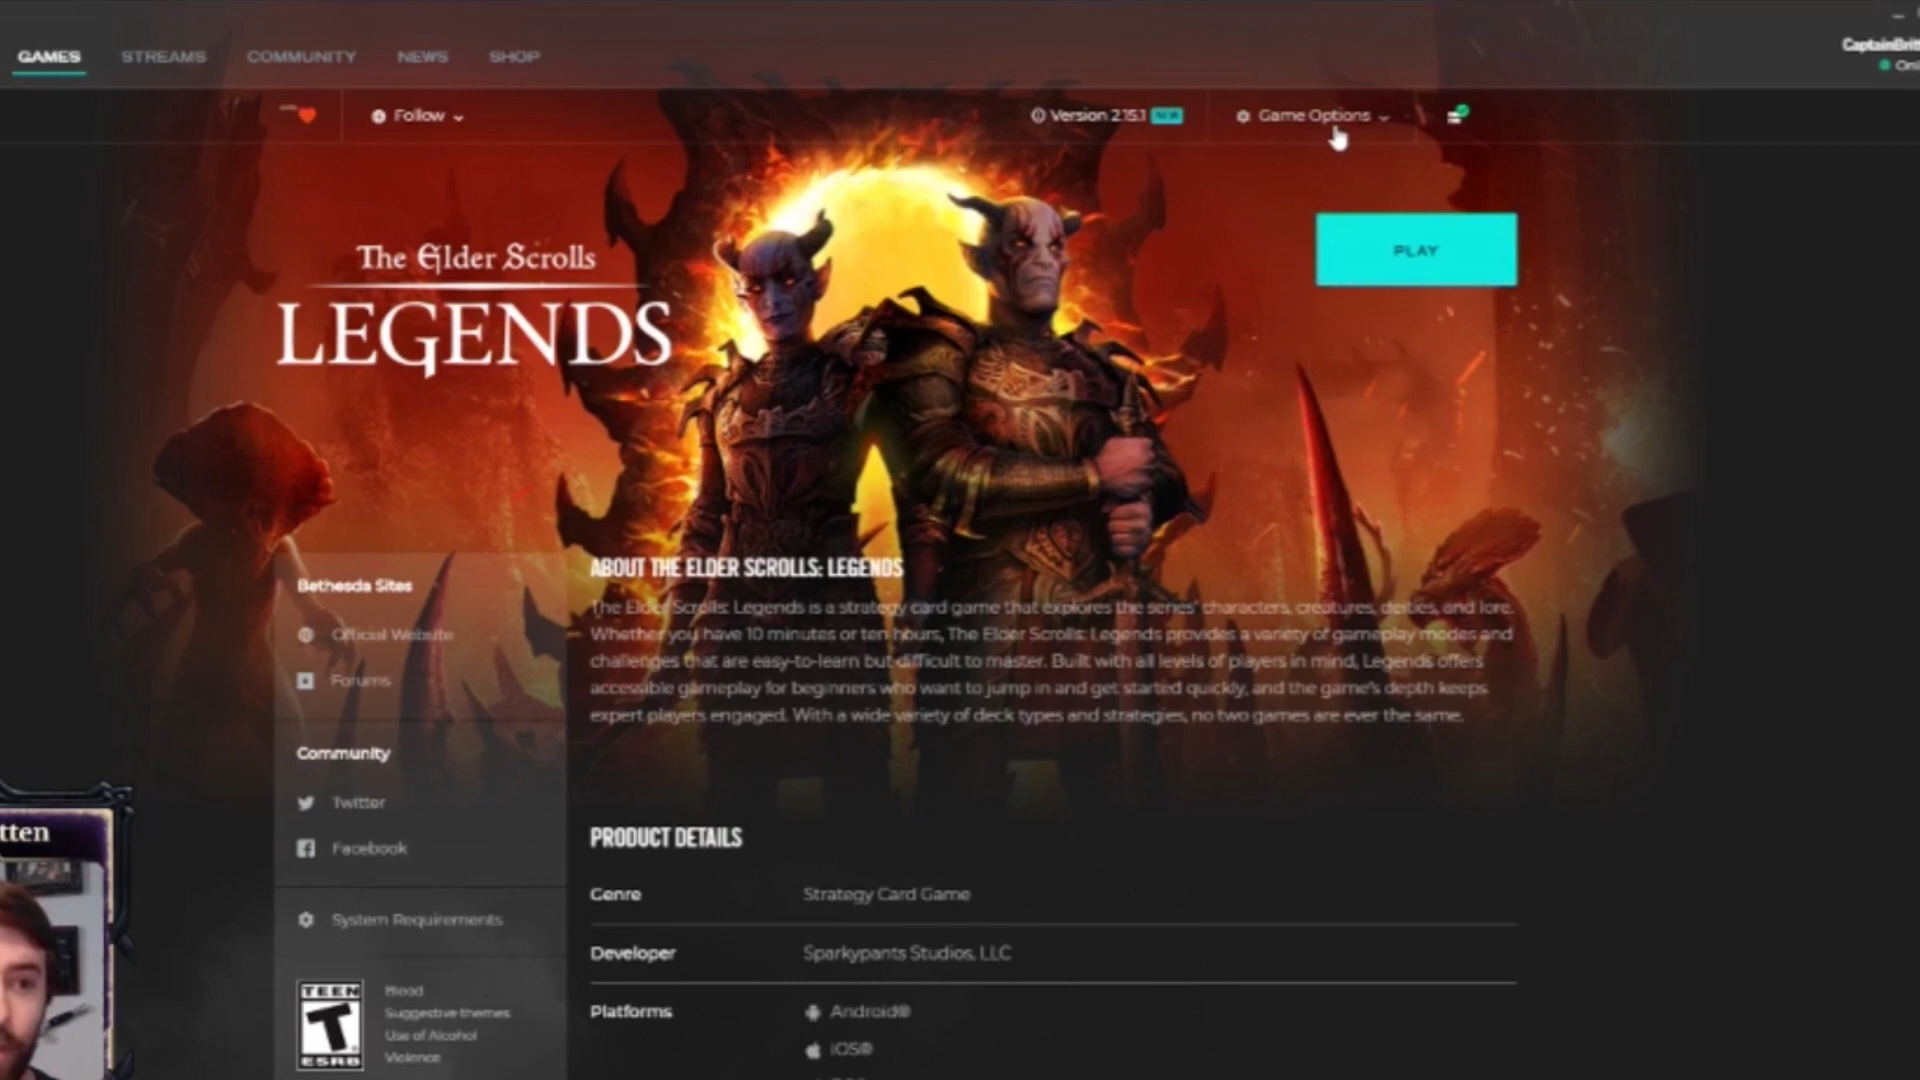 GAMES STREAMS COMMUNITY NEWS SHOP
CaptainBritt
Onl
Follow
Version 2.15.1 NEW
Game Options
PLAY
The Elder Scrolls
LEGENDS
ABOUT THE ELDER SCROLLS: LEGENDS
The Elder Scrolls: Legends is a strategy card game that explores the series' characters, creatures, deities, and lore.
Whether you have 10 minutes or ten hours, The Elder Scrolls: Legends provides a variety of gameplay modes and
challenges that are easy-to-learn but difficult to master. Built with all levels of players in mind, Legends offers
accessible gameplay for beginners who want to jump in and get started quickly, and the game's depth keeps
expert players engaged. With a wide variety of deck types and strategies, no two games are ever the same.
Bethesda Sites
Official Website
Forums
Community
Twitter
Facebook
System Requirements
TEEN
T
ESRB
Blood
Suggestive themes
Use of Alcohol
Violence
PRODUCT DETAILS
Genre Strategy Card Game
Developer Sparkypants Studios, LLC
Platforms Android®
iOS®
tten